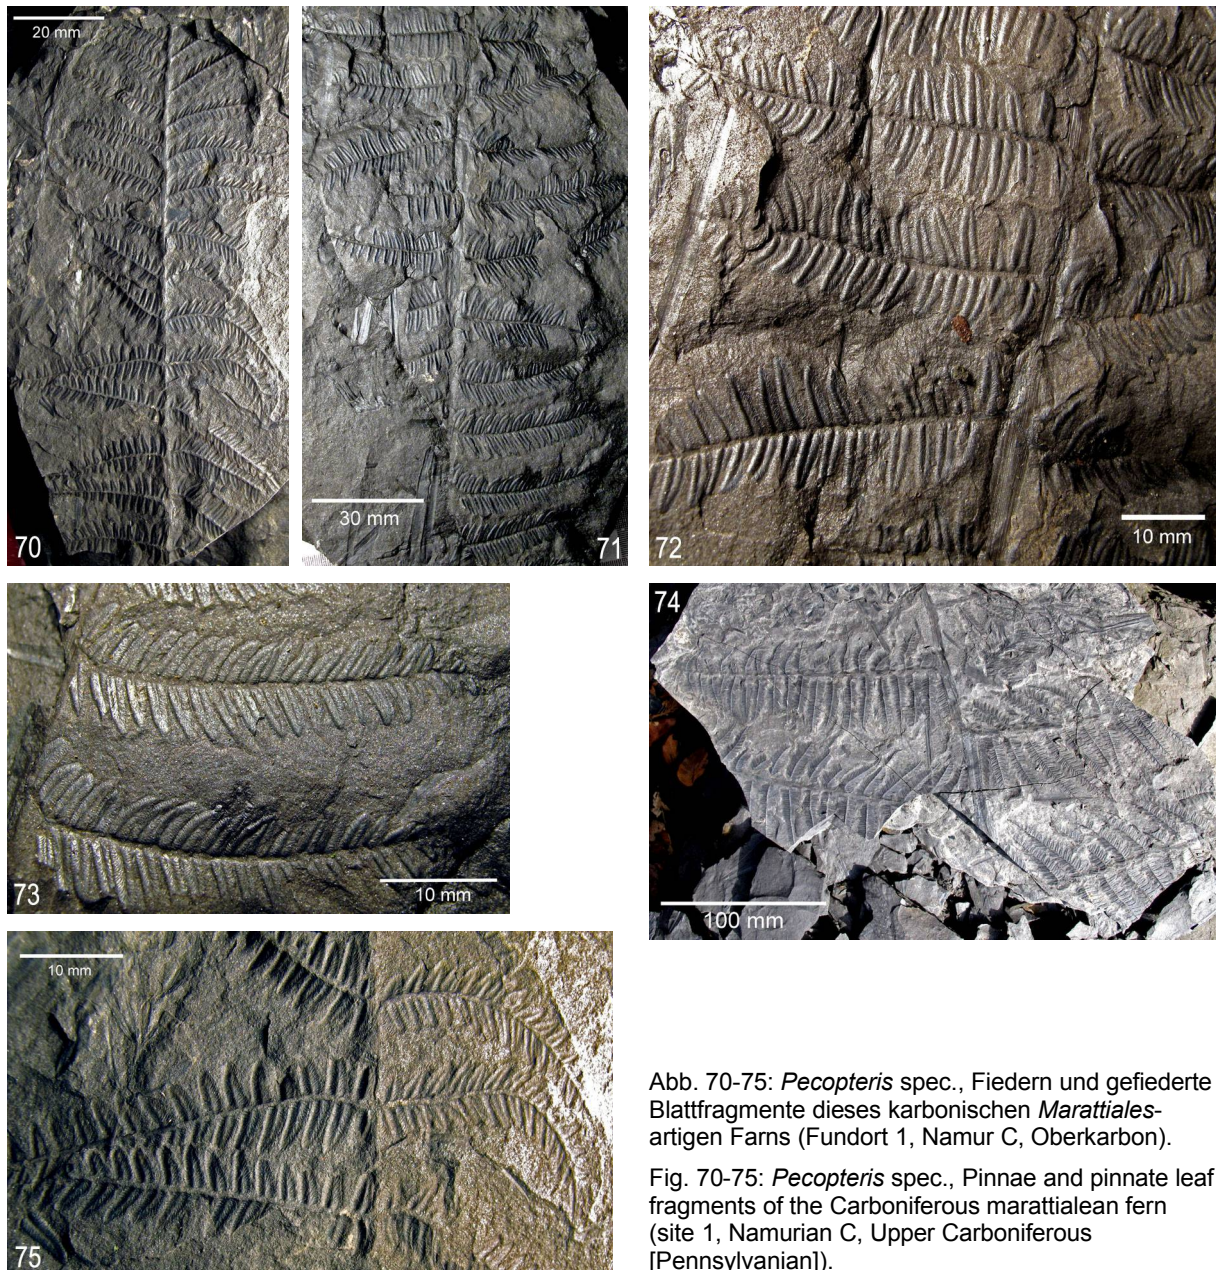 20 mm
70
30 mm
71
10 mm
72
10 mm
73
74
100 mm
10 mm
75
Abb. 70-75: Pecopteris spec., Fiedern und gefiederte
Blattfragmente dieses karbonischen Marattiales-
artigen Farns (Fundort 1, Namur C, Oberkarbon).
Fig. 70-75: Pecopteris spec., Pinnae and pinnate leaf
fragments of the Carboniferous marattialean fern
(site 1, Namurian C, Upper Carboniferous
[Pennsylvanian]).